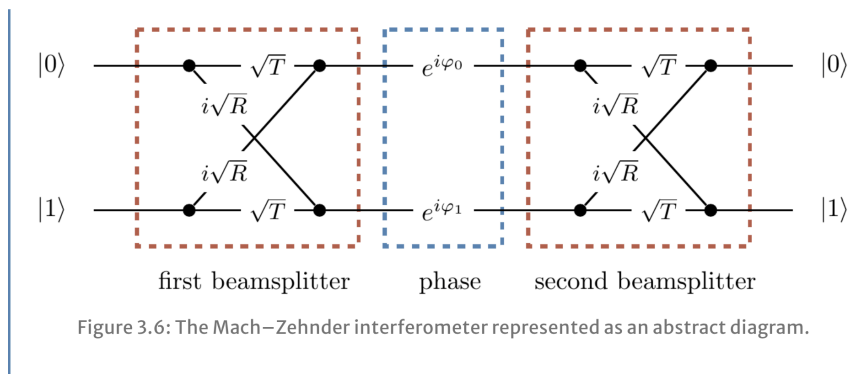 |0⟩ √T e^{iφ₀} √T |0⟩
i√R i√R
i√R i√R
|1⟩ √T e^{iφ₁} √T |1⟩
first beamsplitter phase second beamsplitter
Figure 3.6: The Mach–Zehnder interferometer represented as an abstract diagram.